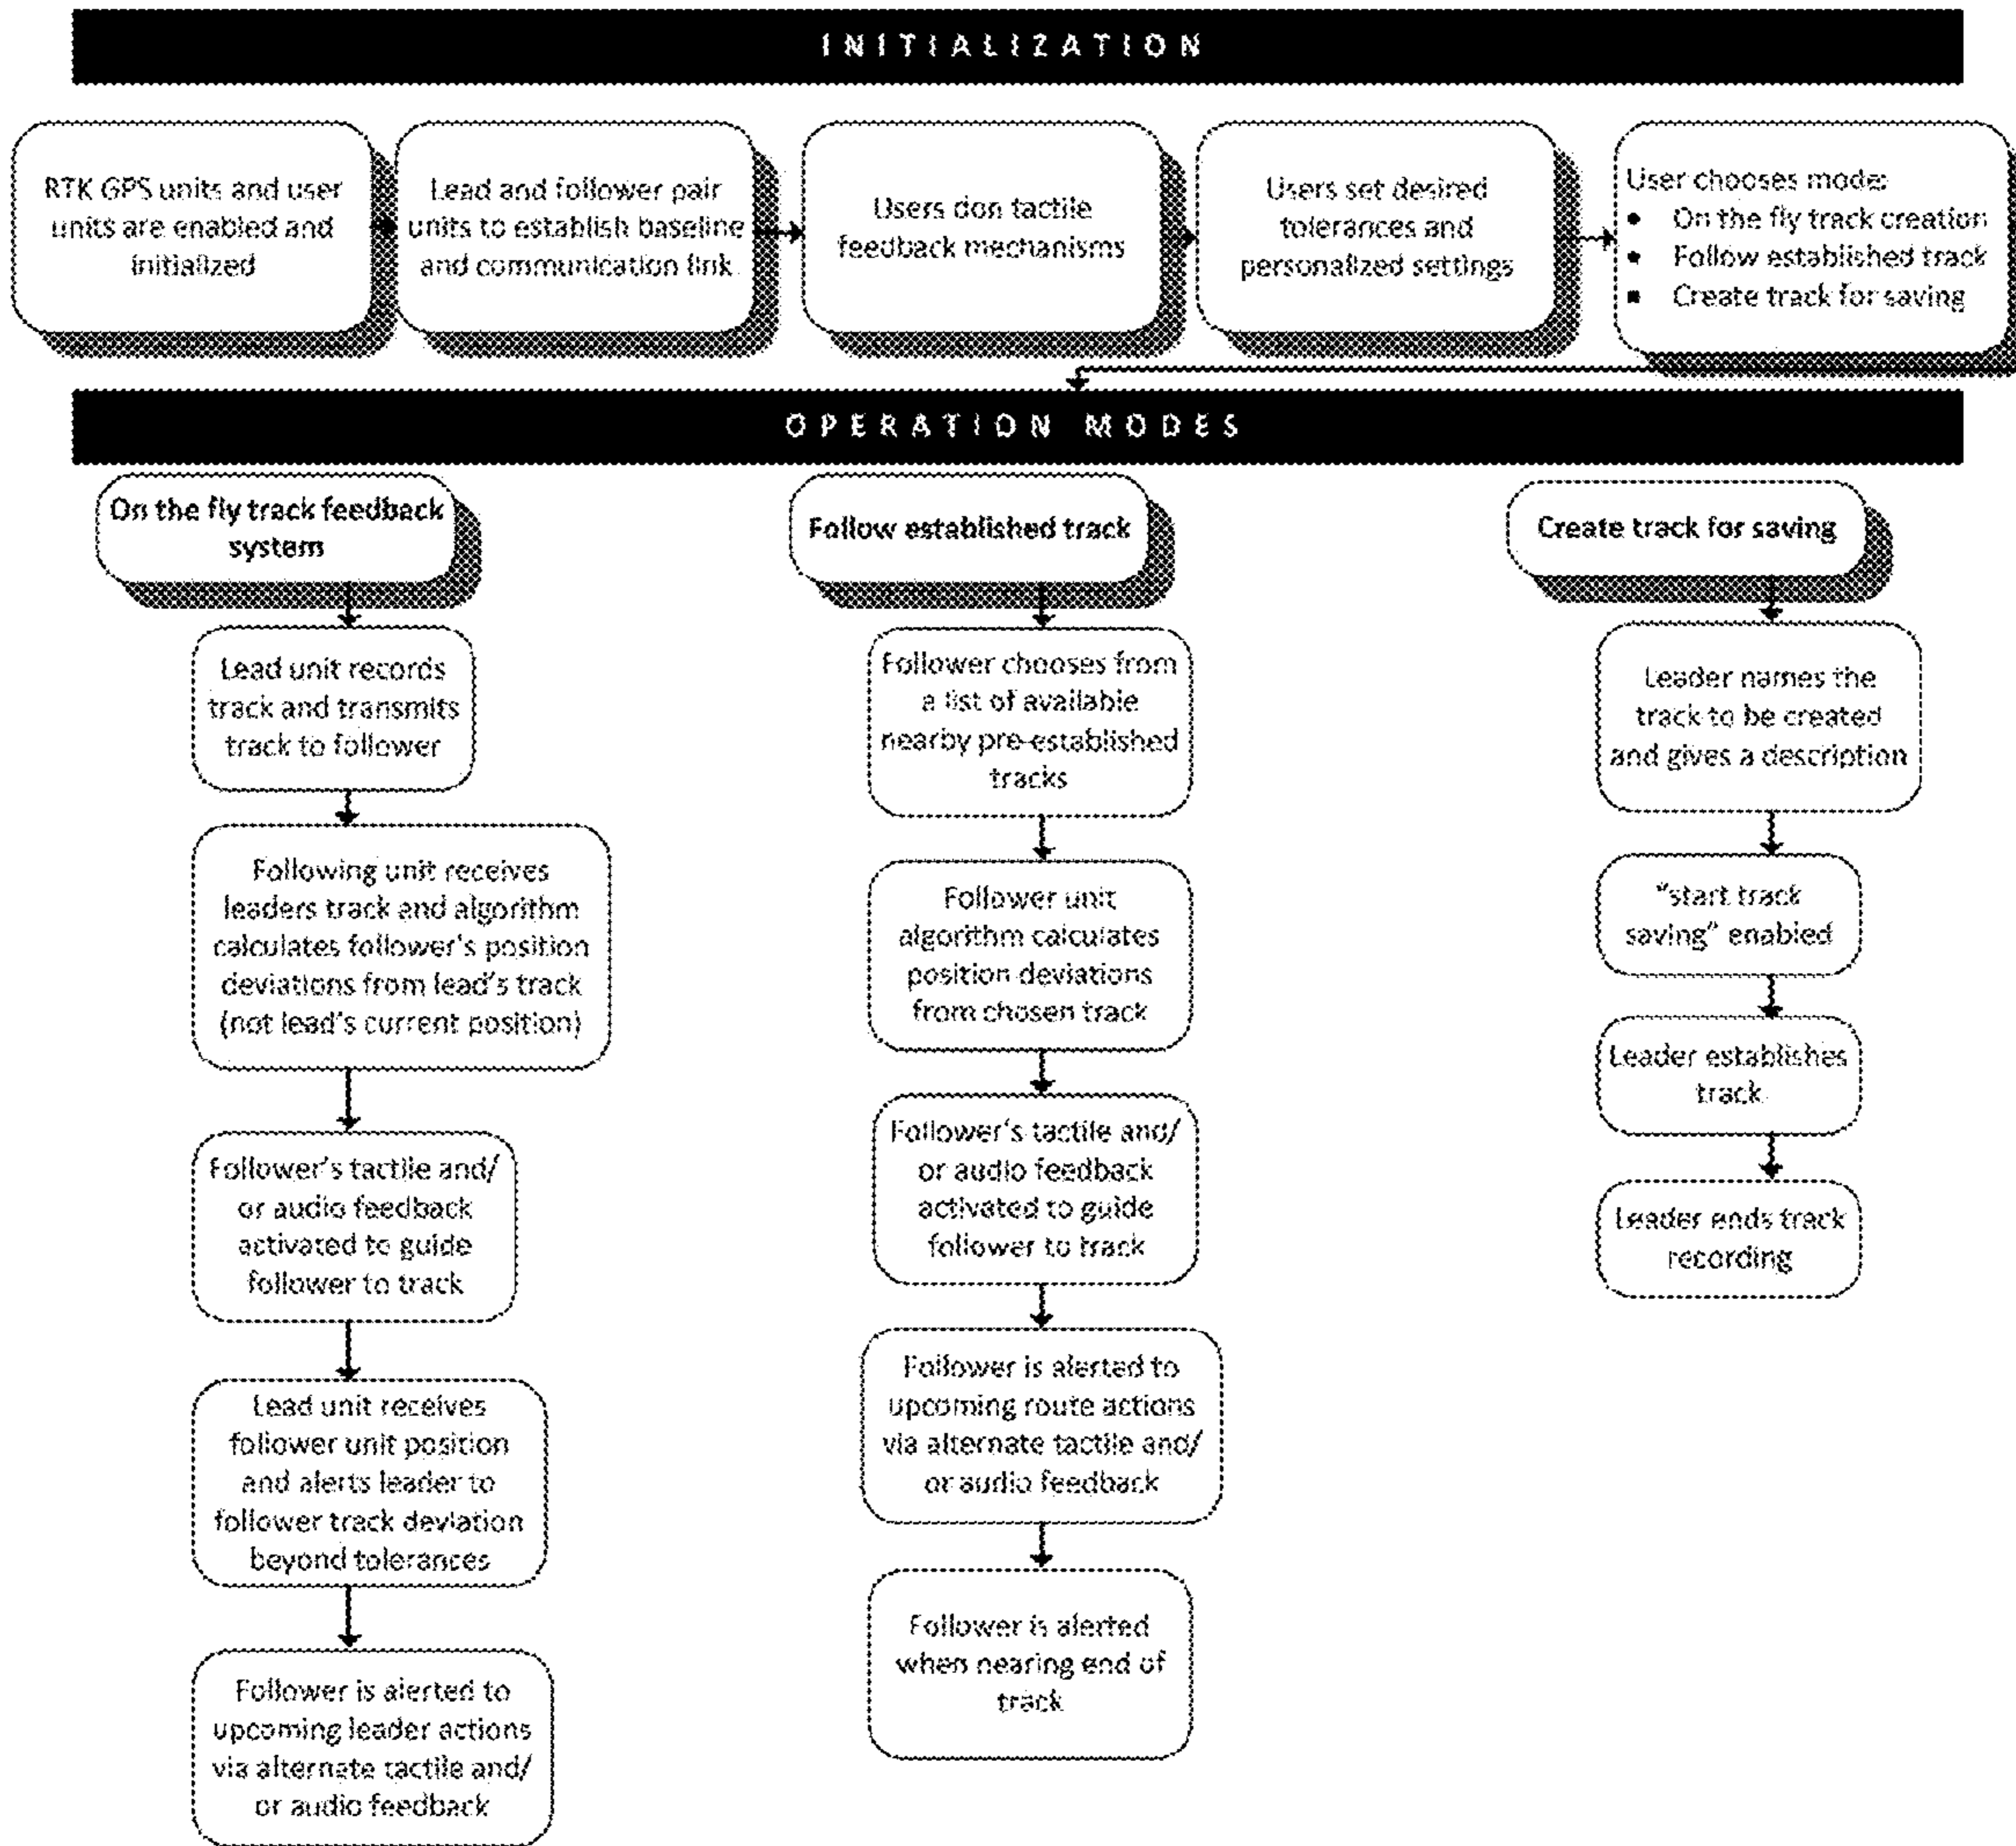 INITIALIZATION
RTK GPS units and user
units are enabled and
initialized
Lead and follower pair
units to establish baseline
and communication link
Users don tactile
feedback mechanisms
Users set desired
tolerances and
personalized settings
User chooses mode:
• On the fly track creation
• Follow established track
▪ Create track for saving
OPERATION MODES
On the fly track feedback
system
Lead unit records
track and transmits
track to follower
Following unit receives
leaders track and algorithm
calculates follower's position
deviations from lead's track
(not lead's current position)
Follower's tactile and/
or audio feedback
activated to guide
follower to track
Lead unit receives
follower unit position
and alerts leader to
follower track deviation
beyond tolerances
Follower is alerted to
upcoming leader actions
via alternate tactile and/
or audio feedback
Follow established track
Follower chooses from
a list of available
nearby pre-established
tracks
Follower unit
algorithm calculates
position deviations
from chosen track
Follower's tactile and/
or audio feedback
activated to guide
follower to track
Follower is alerted to
upcoming route actions
via alternate tactile and/
or audio feedback
Follower is alerted
when nearing end of
track
Create track for saving
Leader names the
track to be created
and gives a description
"start track
saving" enabled
Leader establishes
track
Leader ends track
recording